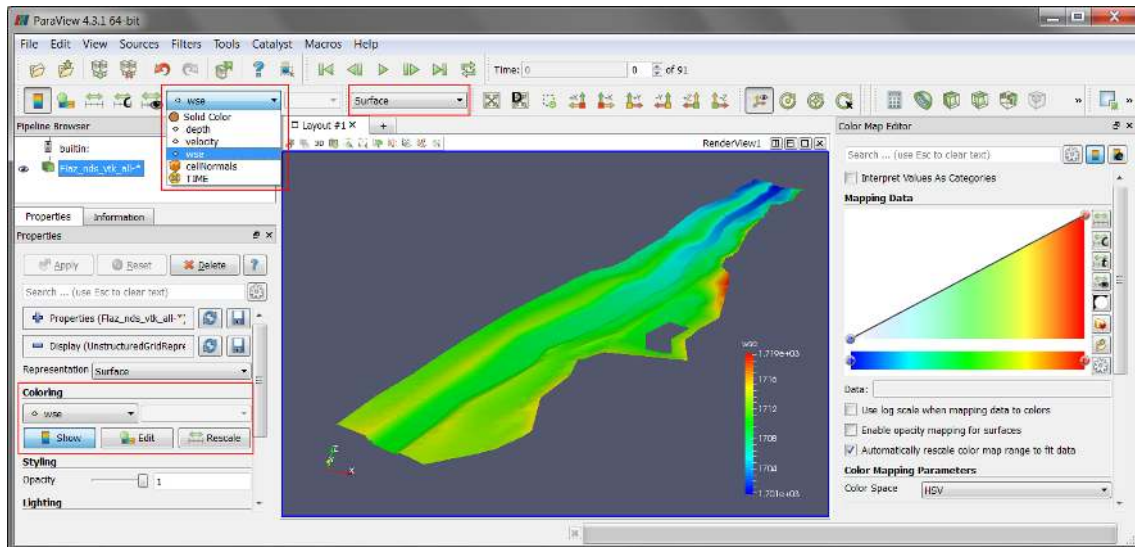 ParaView 4.3.1 64-bit
File Edit View Sources Filters Tools Catalyst Macros Help
Time: 0 0 of 91
wse Surface
Solid Color
depth
velocity
wse
cellNormals
TIME
Pipeline Browser
builtin:
Flaz_nds_vtk_all-*
Properties Information
Properties
Apply Reset Delete ?
Search ... (use Esc to clear text)
Properties (Flaz_nds_vtk_all-*)
Display (UnstructuredGridRepre
Representation Surface
Coloring
wse
Show Edit Rescale
Styling
Opacity 1
Lighting
Layout #1 X +
3D RenderView1
wse
1.719e+03
1716
1712
1708
1704
1.701e+03
Color Map Editor
Search ... (use Esc to clear text)
Interpret Values As Categories
Mapping Data
Data:
Use log scale when mapping data to colors
Enable opacity mapping for surfaces
Automatically rescale color map range to fit data
Color Mapping Parameters
Color Space HSV